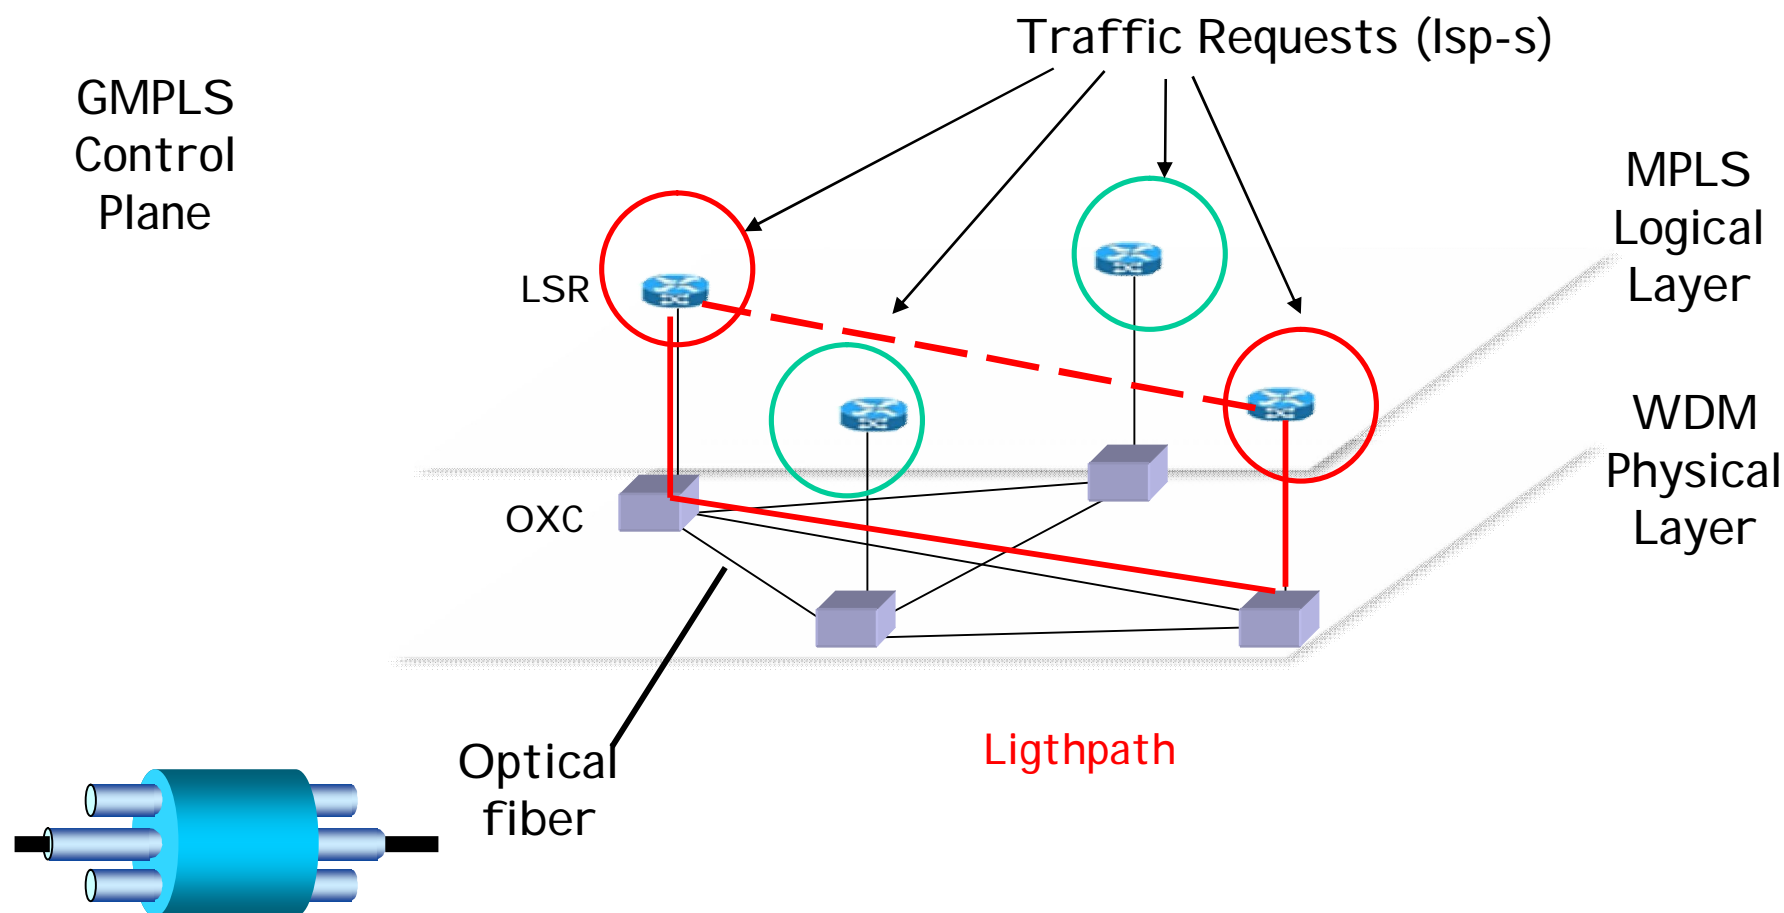 Traffic Requests (lsp-s)
GMPLS
Control
Plane
MPLS
Logical
Layer
LSR
WDM
Physical
Layer
OXC
Optical
fiber
Ligthpath